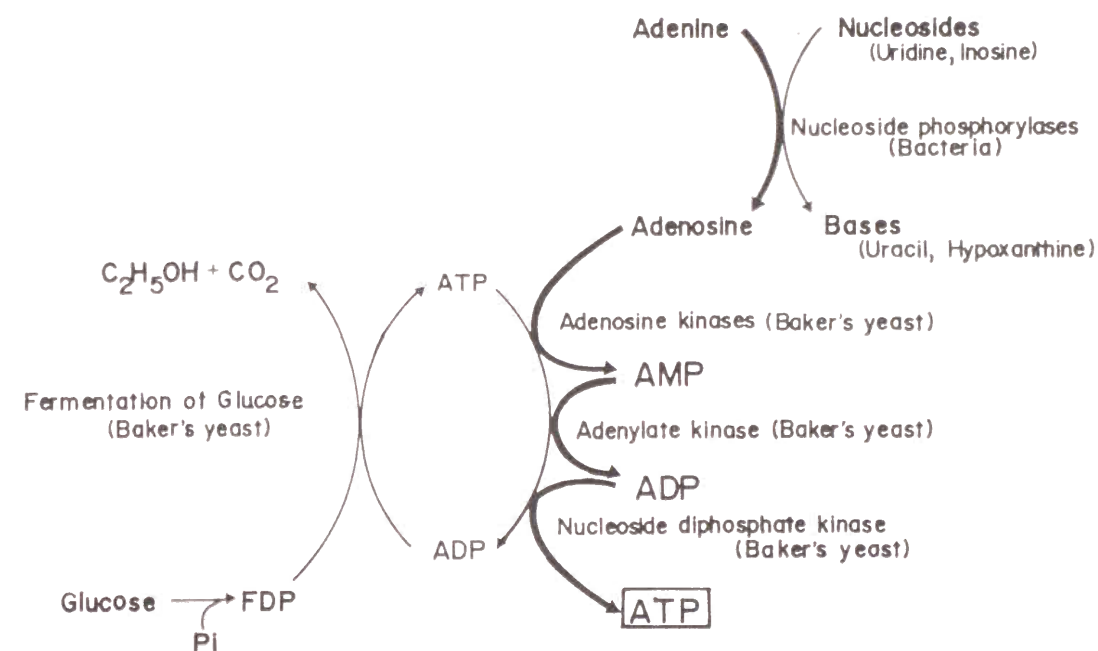 Adenine
Nucleosides
(Uridine, Inosine)
Nucleoside phosphorylases
(Bacteria)
Adenosine
Bases
(Uracil, Hypoxanthine)
C2H5OH + CO2
ATP
Adenosine kinases (Baker's yeast)
AMP
Fermentation of Glucose
(Baker's yeast)
Adenylate kinase (Baker's yeast)
ADP
Nucleoside diphosphate kinase
(Baker's yeast)
ADP
Glucose
FDP
ATP
Pi